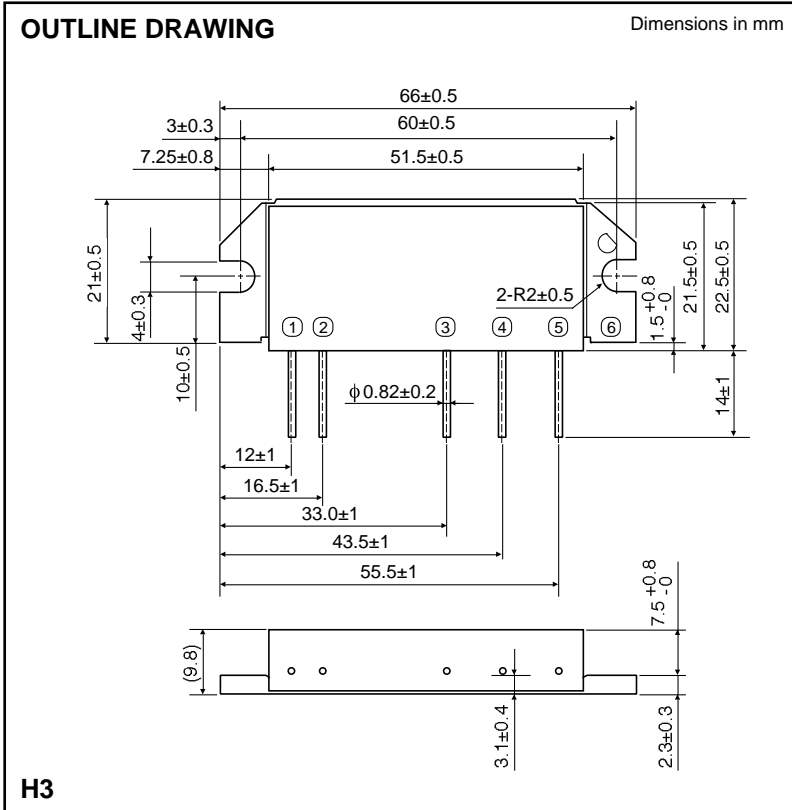 OUTLINE DRAWING
Dimensions in mm
66±0.5
3±0.3
60±0.5
7.25±0.8
51.5±0.5
21±0.5
4±0.3
10±0.5
2-R2±0.5
1.5 +0.8 -0
21.5±0.5
22.5±0.5
1 2 3 4 5 6
ϕ0.82±0.2
14±1
12±1
16.5±1
33.0±1
43.5±1
55.5±1
(9.8)
7.5 +0.8 -0
3.1±0.4
2.3±0.3
H3